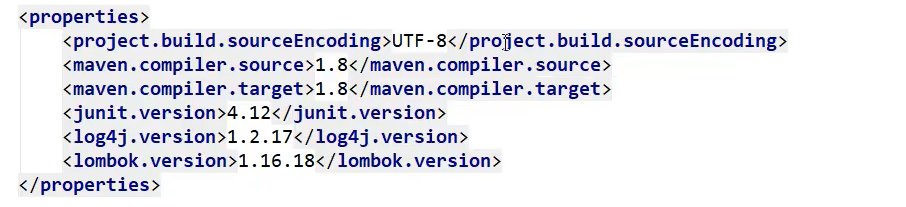 <properties>
    <project.build.sourceEncoding>UTF-8</project.build.sourceEncoding>
    <maven.compiler.source>1.8</maven.compiler.source>
    <maven.compiler.target>1.8</maven.compiler.target>
    <junit.version>4.12</junit.version>
    <log4j.version>1.2.17</log4j.version>
    <lombok.version>1.16.18</lombok.version>
</properties>